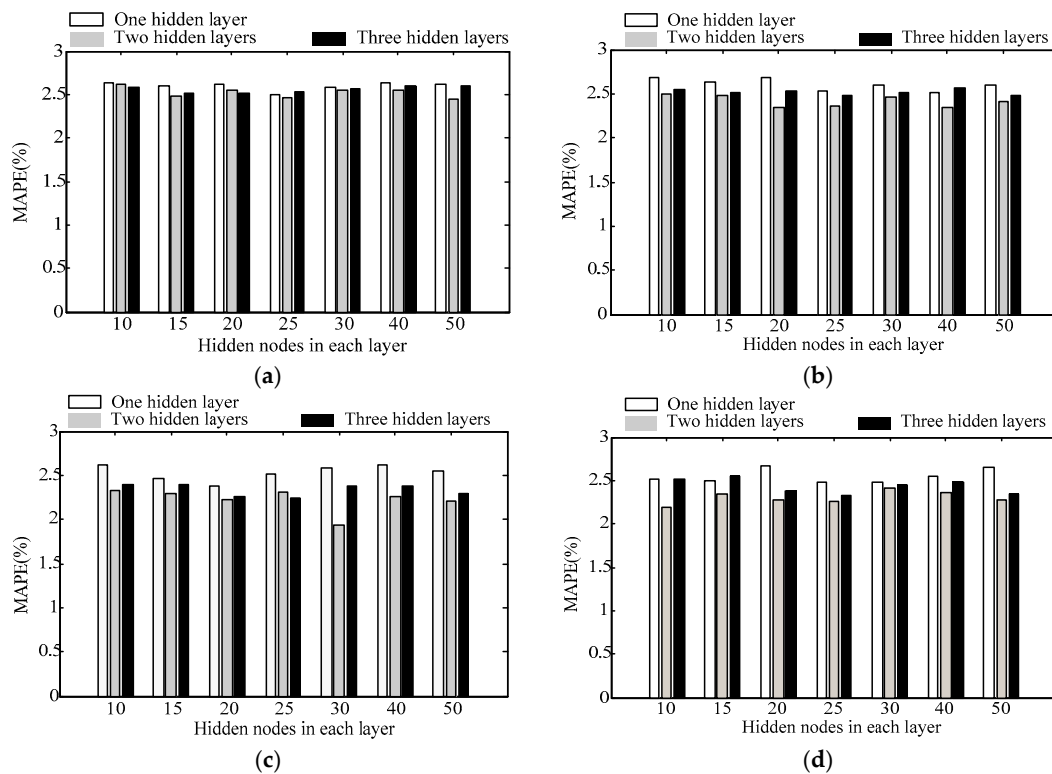 One hidden layer
Two hidden layers
Three hidden layers
3
2.5
2
1.5
1
0.5
0
MAPE(%)
10 15 20 25 30 40 50
Hidden nodes in each layer
(a)
One hidden layer
Two hidden layers
Three hidden layers
3
2.5
2
1.5
1
0.5
0
MAPE(%)
10 15 20 25 30 40 50
Hidden nodes in each layer
(b)
One hidden layer
Two hidden layers
Three hidden layers
3
2.5
2
1.5
1
0.5
0
MAPE(%)
10 15 20 25 30 40 50
Hidden nodes in each layer
(c)
One hidden layer
Two hidden layers
Three hidden layers
3
2.5
2
1.5
1
0.5
0
MAPE(%)
10 15 20 25 30 40 50
Hidden nodes in each layer
(d)